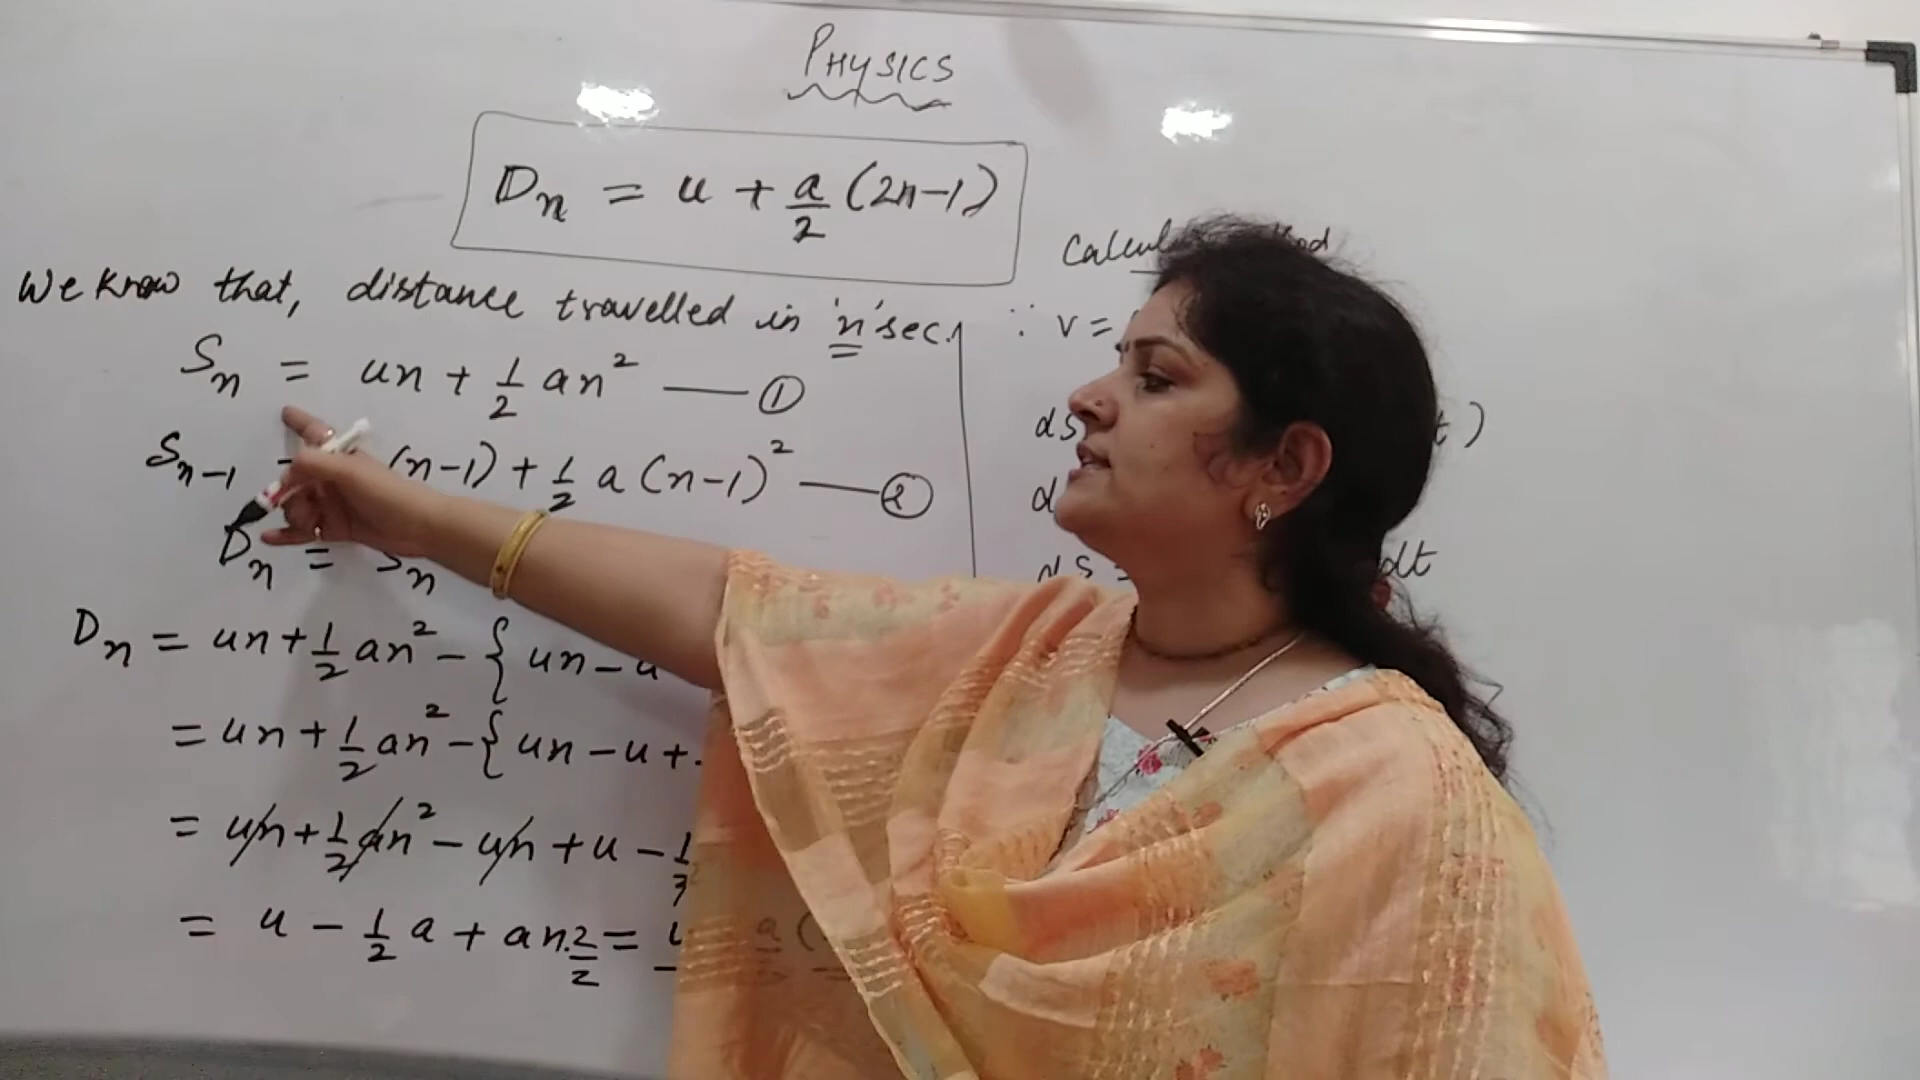 PHYSICS
Dn = u + a/2 (2n-1)
We know that, distance travelled in 'n' sec.
Sn = un + 1/2 an² — ①
Sn-1 (n-1) + 1/2 a (n-1)² — ②
Dn = Sn
Dn = un + 1/2 an² - { un - u
= un + 1/2 an² - { un - u +
= un + 1/2 an² - un + u - 1
= u - 1/2 a + an.2/2 =
a (
∵ v =
ds t)
d
ds dt